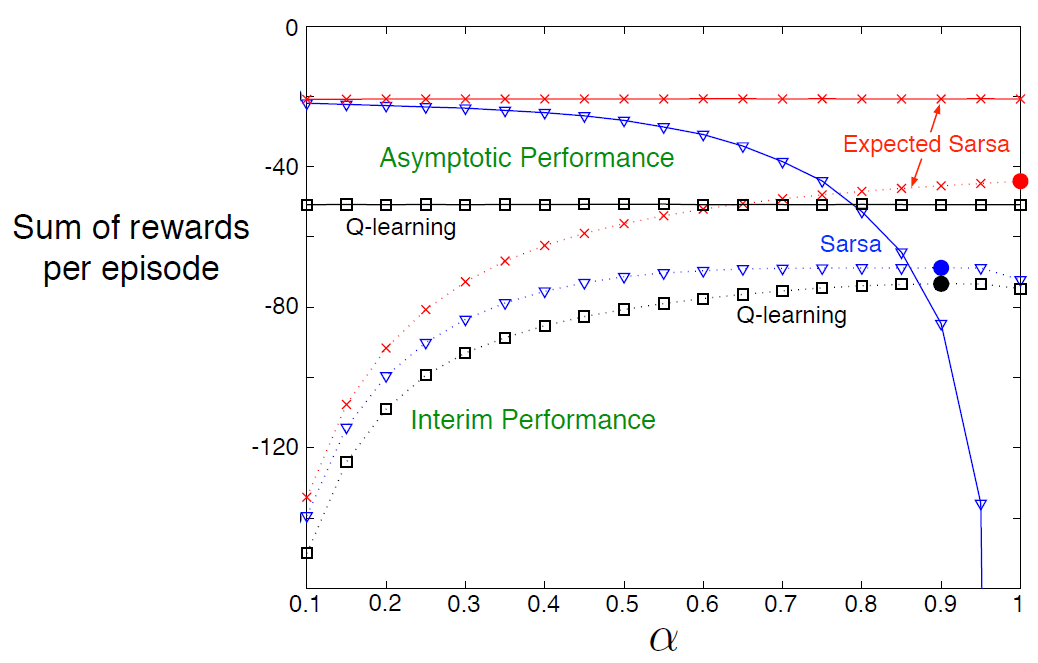 0
-40
-80
-120
Sum of rewards
per episode
Expected Sarsa
Asymptotic Performance
Q-learning
Sarsa
Q-learning
Interim Performance
0.1 0.2 0.3 0.4 0.5 0.6 0.7 0.8 0.9 1
α